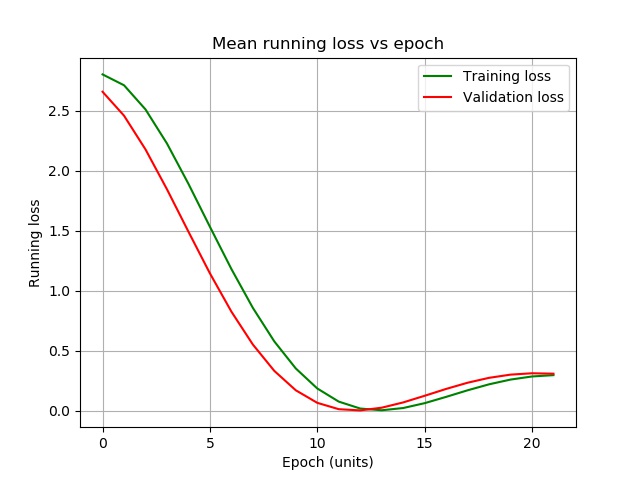 Mean running loss vs epoch
Training loss
Validation loss
Running loss
2.5
2.0
1.5
1.0
0.5
0.0
0 5 10 15 20
Epoch (units)